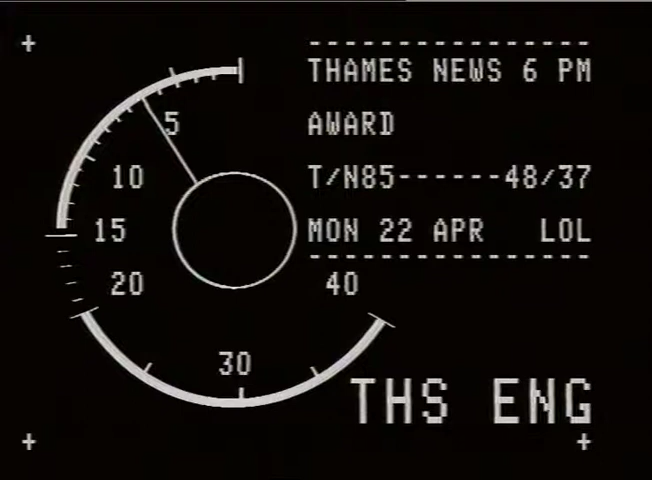 THAMES NEWS 6 PM
AWARD
T/N85------48/37
MON 22 APR LOL
5
10
15
20
30
40
THS ENG